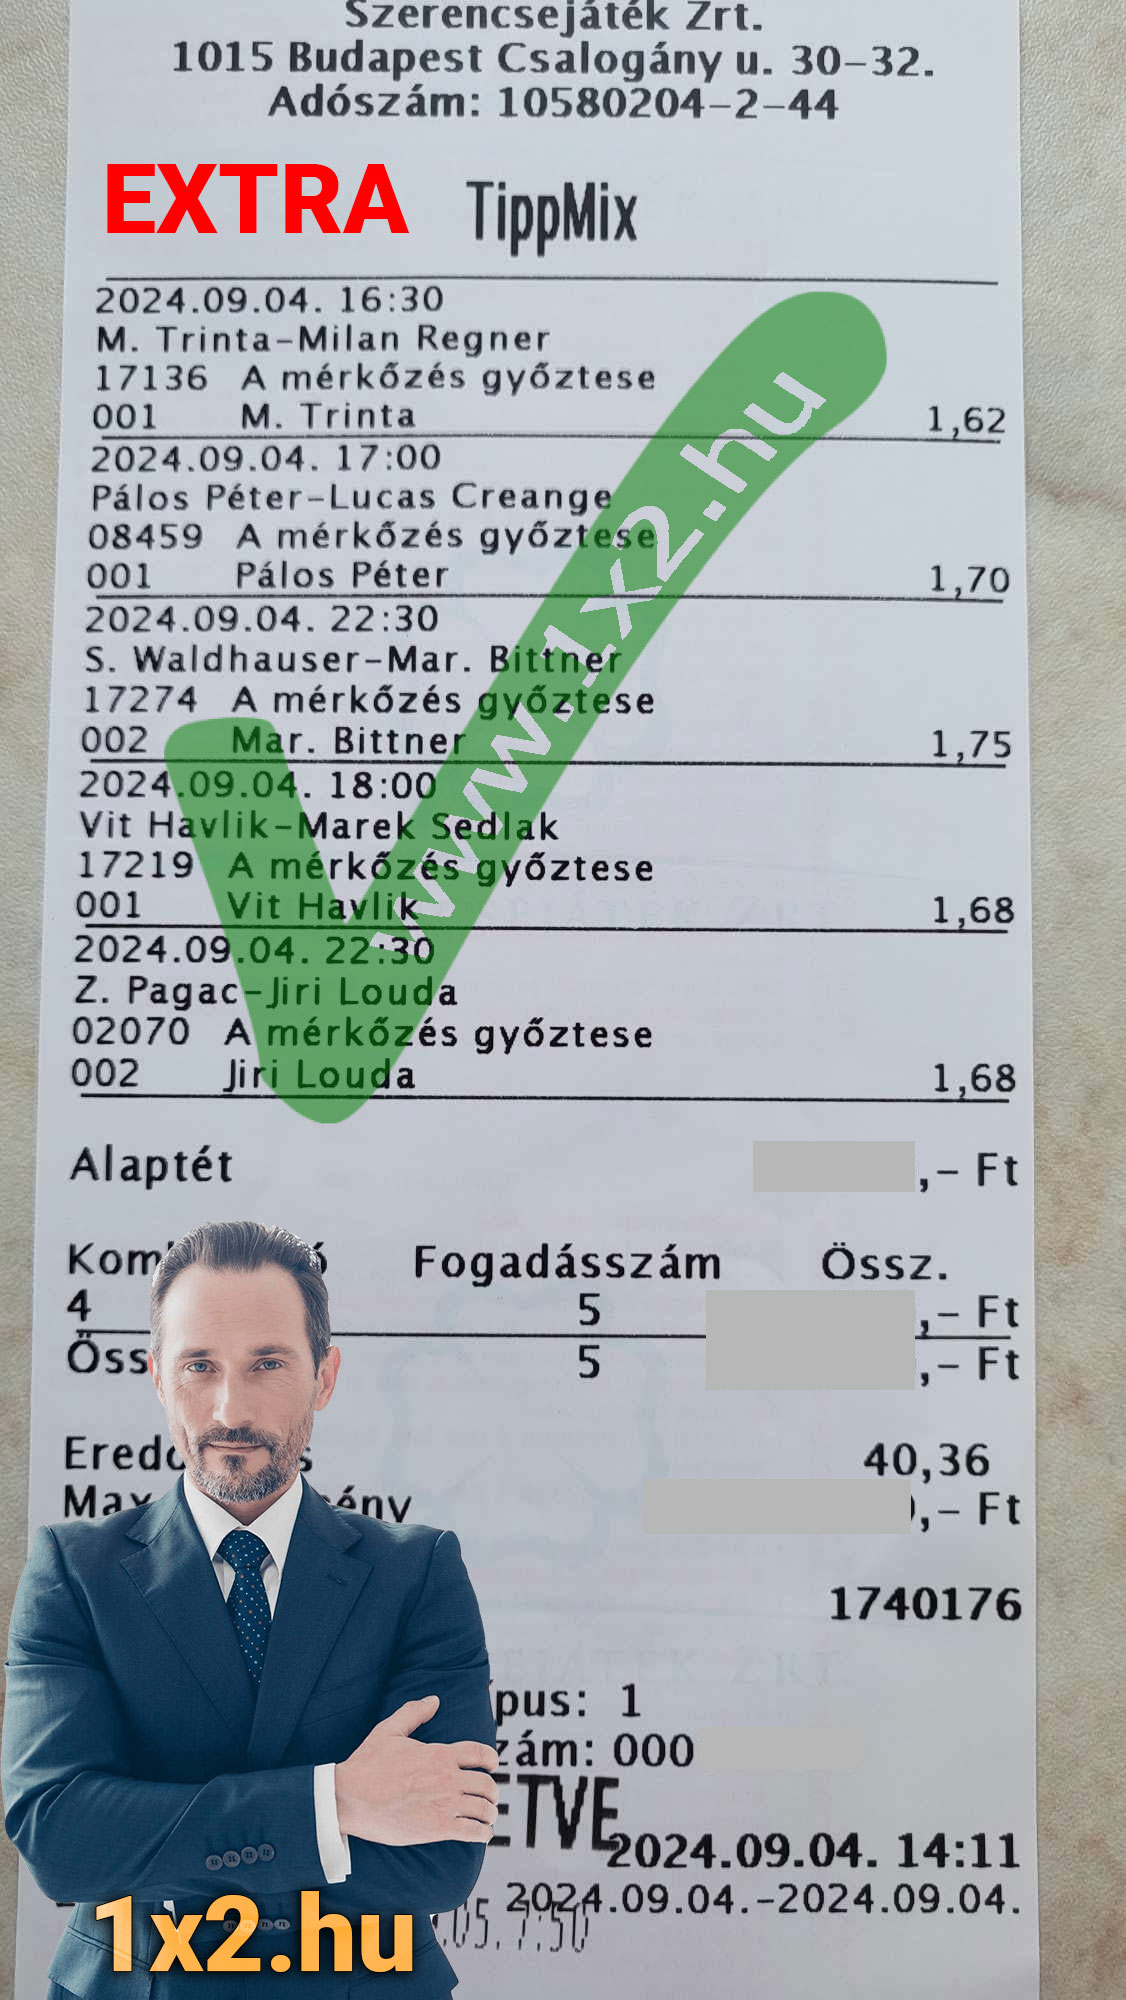 Szerencsejáték Zrt.
1015 Budapest Csalogány u. 30-32.
Adószám: 10580204-2-44
EXTRA TippMix
2024.09.04. 16:30
M. Trinta-Milan Regner
17136 A mérkőzés győztese
001 M. Trinta 1,62
2024.09.04. 17:00
Pálos Péter-Lucas Creange
08459 A mérkőzés győztese
001 Pálos Péter 1,70
2024.09.04. 22:30
S. Waldhauser-Mar. Bittner
17274 A mérkőzés győztese
002 Mar. Bittner 1,75
2024.09.04. 18:00
Vit Havlik-Marek Sedlak
17219 A mérkőzés győztese
001 Vit Havlik 1,68
2024.09.04. 22:30
Z. Pagac-Jiri Louda
02070 A mérkőzés győztese
002 Jiri Louda 1,68
www.1x2.hu
Alaptét ,- Ft
Fogadásszám Össz.
4 5 ,- Ft
5 ,- Ft
40,36
,- Ft
1740176
1
000
2024.09.04. 14:11
2024.09.04.-2024.09.04.
1x2.hu